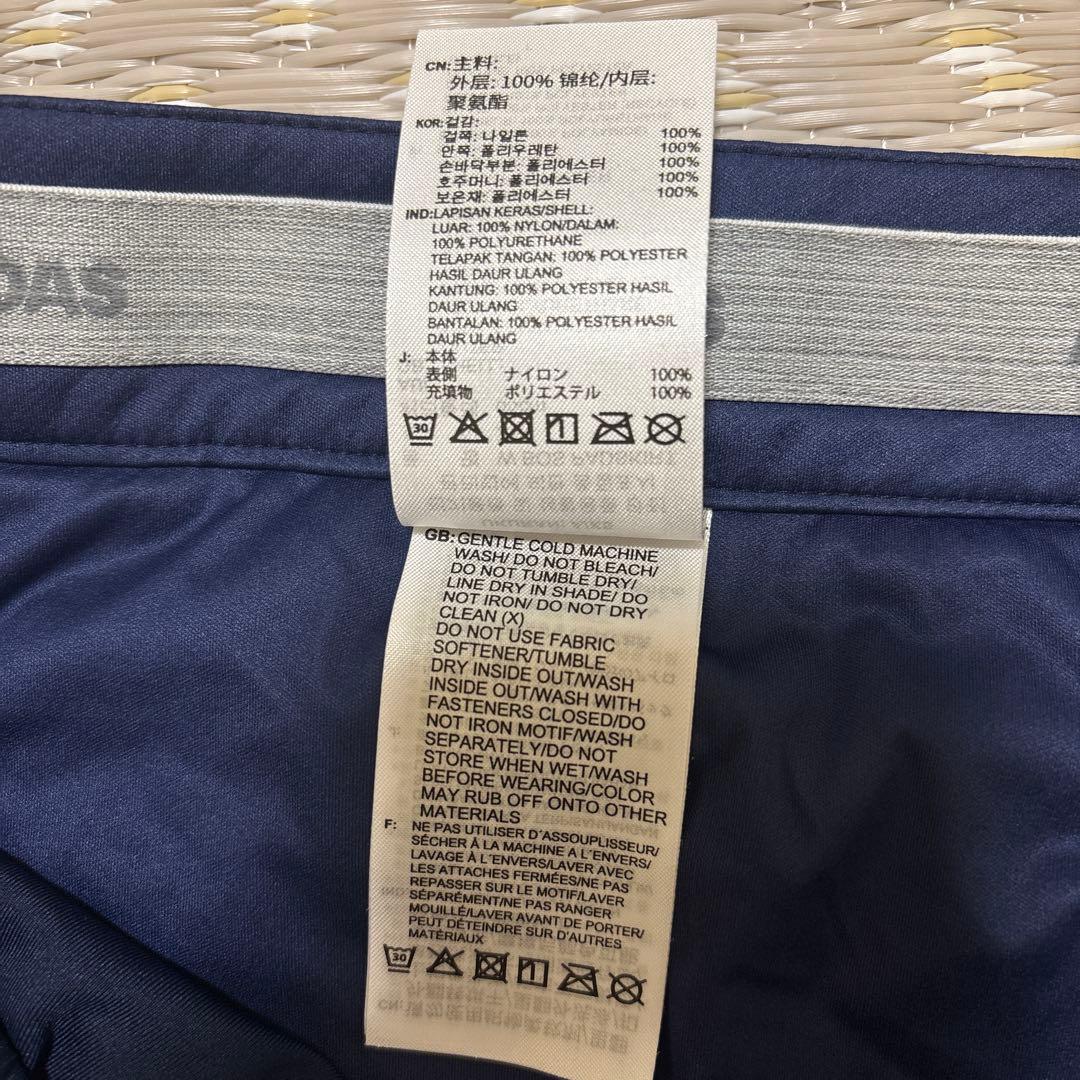 CN:主料:
外层: 100% 锦纶/内层:
聚氨酯
KOR:겉감:
겉쪽: 나일론 100%
안쪽: 폴리우레탄 100%
손바닥부분: 폴리에스터 100%
호주머니: 폴리에스터 100%
보온재: 폴리에스터 100%
IND:LAPISAN KERAS/SHELL:
LUAR: 100% NYLON/DALAM:
100% POLYURETHANE
TELAPAK TANGAN: 100% POLYESTER
HASIL DAUR ULANG
KANTUNG: 100% POLYESTER HASIL
DAUR ULANG
BANTALAN: 100% POLYESTER HASIL
DAUR ULANG
J: 本体
表側 ナイロン 100%
充填物 ポリエステル 100%
30
DAS
GB:GENTLE COLD MACHINE
WASH/ DO NOT BLEACH/
DO NOT TUMBLE DRY/
LINE DRY IN SHADE/ DO
NOT IRON/ DO NOT DRY
CLEAN (X)
DO NOT USE FABRIC
SOFTENER/TUMBLE
DRY INSIDE OUT/WASH
INSIDE OUT/WASH WITH
FASTENERS CLOSED/DO
NOT IRON MOTIF/WASH
SEPARATELY/DO NOT
STORE WHEN WET/WASH
BEFORE WEARING/COLOR
MAY RUB OFF ONTO OTHER
MATERIALS
F: NE PAS UTILISER D´ASSOUPLISSEUR/
SÉCHER À LA MACHINE A L´ENVERS/
LAVAGE À L´ENVERS/LAVER AVEC
LES ATTACHES FERMÉES/NE PAS
REPASSER SUR LE MOTIF/LAVER
SÉPARÉMENT/NE PAS RANGER
MOUILLÉ/LAVER AVANT DE PORTER/
PEUT DÉTEINDRE SUR D'AUTRES
MATÉRIAUX
30